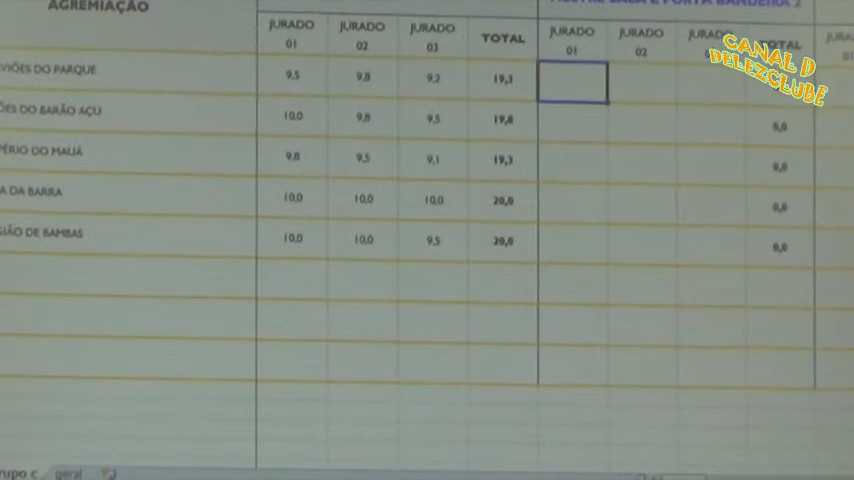 AGREMIAÇÃO
JURADO 01 JURADO 02 JURADO 03 TOTAL JURADO 01 JURADO 02 TOTAL
VIÕES DO PARQUE 9,5 9,8 9,2 19,3
ÕES DO BARÃO AÇU 10,0 9,8 9,5 19,8 0,0
PÉRIO DO MAUÁ 9,8 9,5 9,1 19,3 0,0
A DA BARRA 10,0 10,0 10,0 20,0 0,0
GIÃO DE BAMBAS 10,0 10,0 9,5 20,0 0,0
rupo c geral
CANAL D
DELEZCLUBE